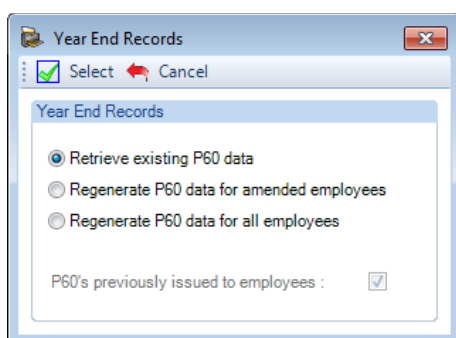 Year End Records
Select Cancel
Year End Records
Retrieve existing P60 data
Regenerate P60 data for amended employees
Regenerate P60 data for all employees
P60's previously issued to employees :